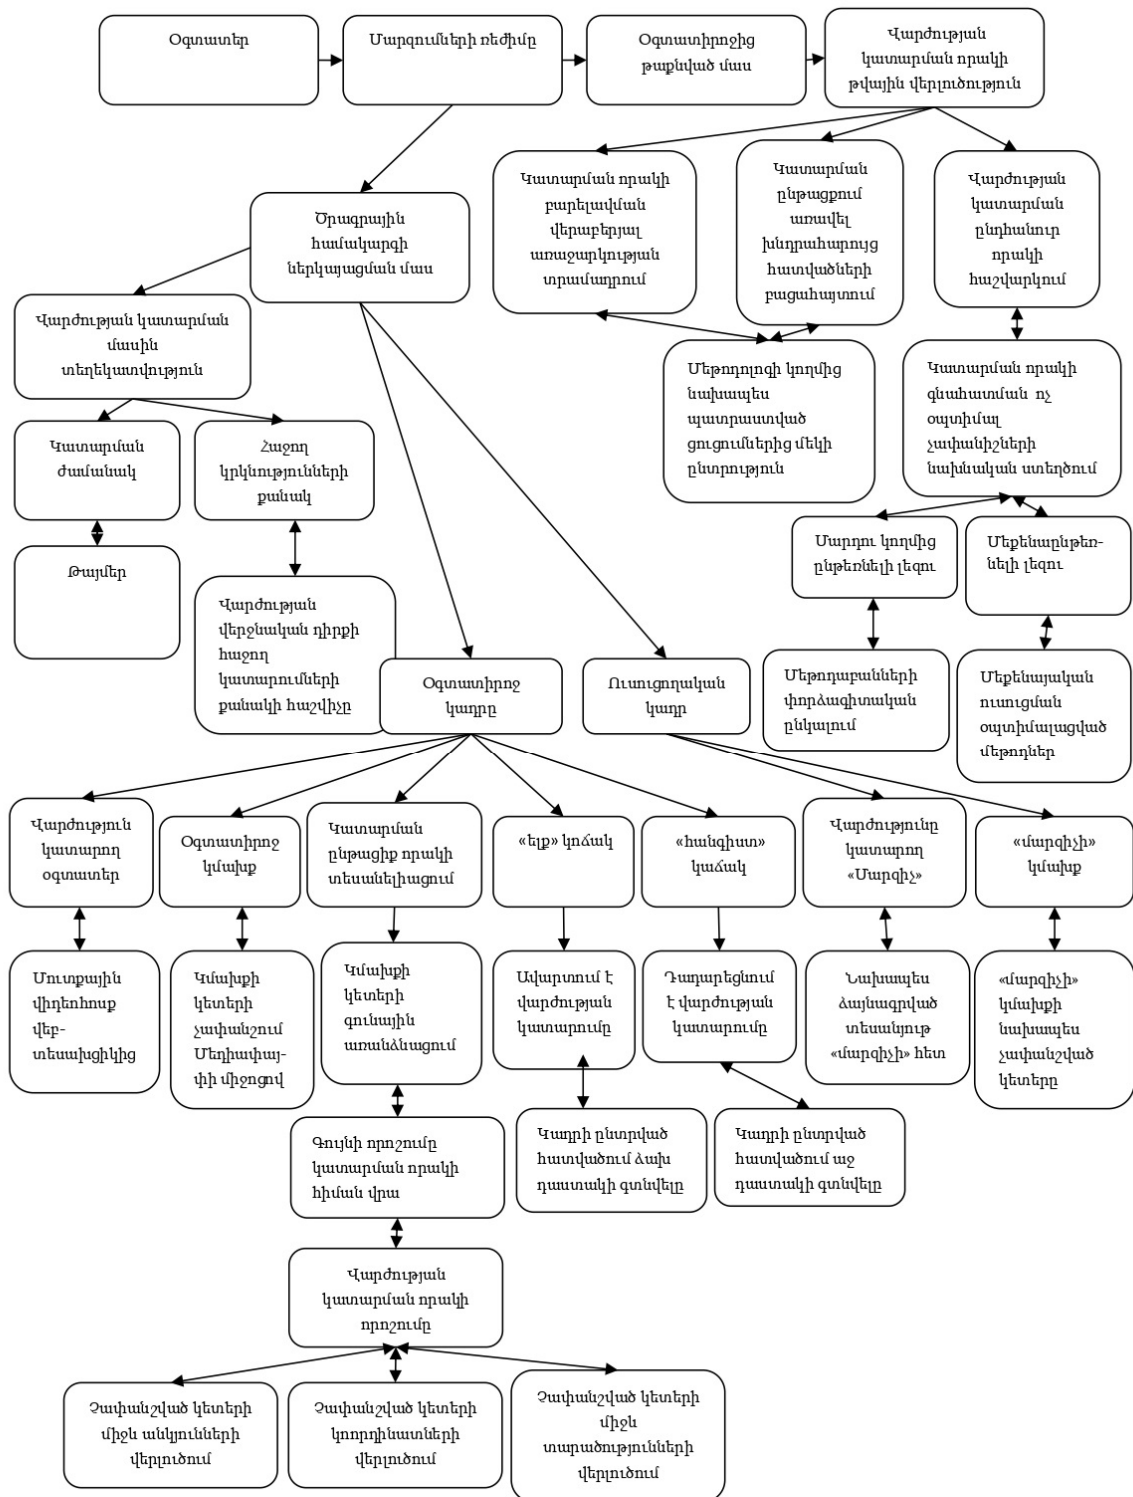 Օգտատեր
Մարզումների ռեժիմը
Օգտատիրոջից
թաքնված մաս
Վարժության
կատարման որակի
թվային վերլուծություն
Կատարման որակի
բարելավման
վերաբերյալ
առաջարկության
տրամադրում
Կատարման
ընթացքում
առավել
խնդրահարույց
հատվածների
բացահայտում
Վարժության
կատարման
ընդհանուր
որակի
հաշվարկում
Ծրագրային
համակարգի
ներկայացման մաս
Վարժության կատարման
մասին
տեղեկատվություն
Մեթոդոլոգի կողմից
նախապես
պատրաստված
ցուցումներից մեկի
ընտրություն
Կատարման որակի
գնահատման ոչ
օպտիմալ
չափանիշների
նախնական ստեղծում
Կատարման
ժամանակ
Հաջող
կրկնությունների
քանակ
Մարդու կողմից
ընթեռնելի լեզու
Մեքենաընթեռ-
նելի լեզու
Թայմեր
Վարժության
վերջնական դիրքի
հաջող
կատարումների
քանակի հաշվիչը
Օգտատիրոջ
կադրը
Ուսուցողական
կադր
Մեթոդաբանների
փորձագիտական
ընկալում
Մեքենայական
ուսուցման
օպտիմալացված
մեթոդներ
Վարժություն
կատարող
օգտատեր
Օգտատիրոջ
կմախք
Կատարման
ընթացիք որակի
տեսանելիացում
«ելք» կոճակ
«հանգիստ»
կաճակ
Վարժությունը
կատարող
«Մարզիչ»
«մարզիչի»
կմախք
Մուտքային
վիդեոհոսք
վեբ-
տեսախցիկից
Կմախքի
կետերի
չափանշում
Մեդիափայ-
փի միջոցով
Կմախքի
կետերի
գունային
առանձնացում
Ավարտում է
վարժության
կատարումը
Դադարեցնում
է վարժության
կատարումը
Նախապես
ձայնագրված
տեսանյութ
«մարզիչի» հետ
«մարզիչի»
կմախքի
նախապես
չափանշված
կետերը
Գույնի որոշումը
կատարման որակի
հիման վրա
Կադրի ընտրված
հատվածում ձախ
դաստակի գտնվելը
Կադրի ընտրված
հատվածում աջ
դաստակի գտնվելը
Վարժության
կատարման որակի
որոշումը
Չափանշված կետերի
միջև անկյունների
վերլուծում
Չափանշված կետերի
կոորդինատների
վերլուծում
Չափանշված կետերի
միջև
տարածությունների
վերլուծում